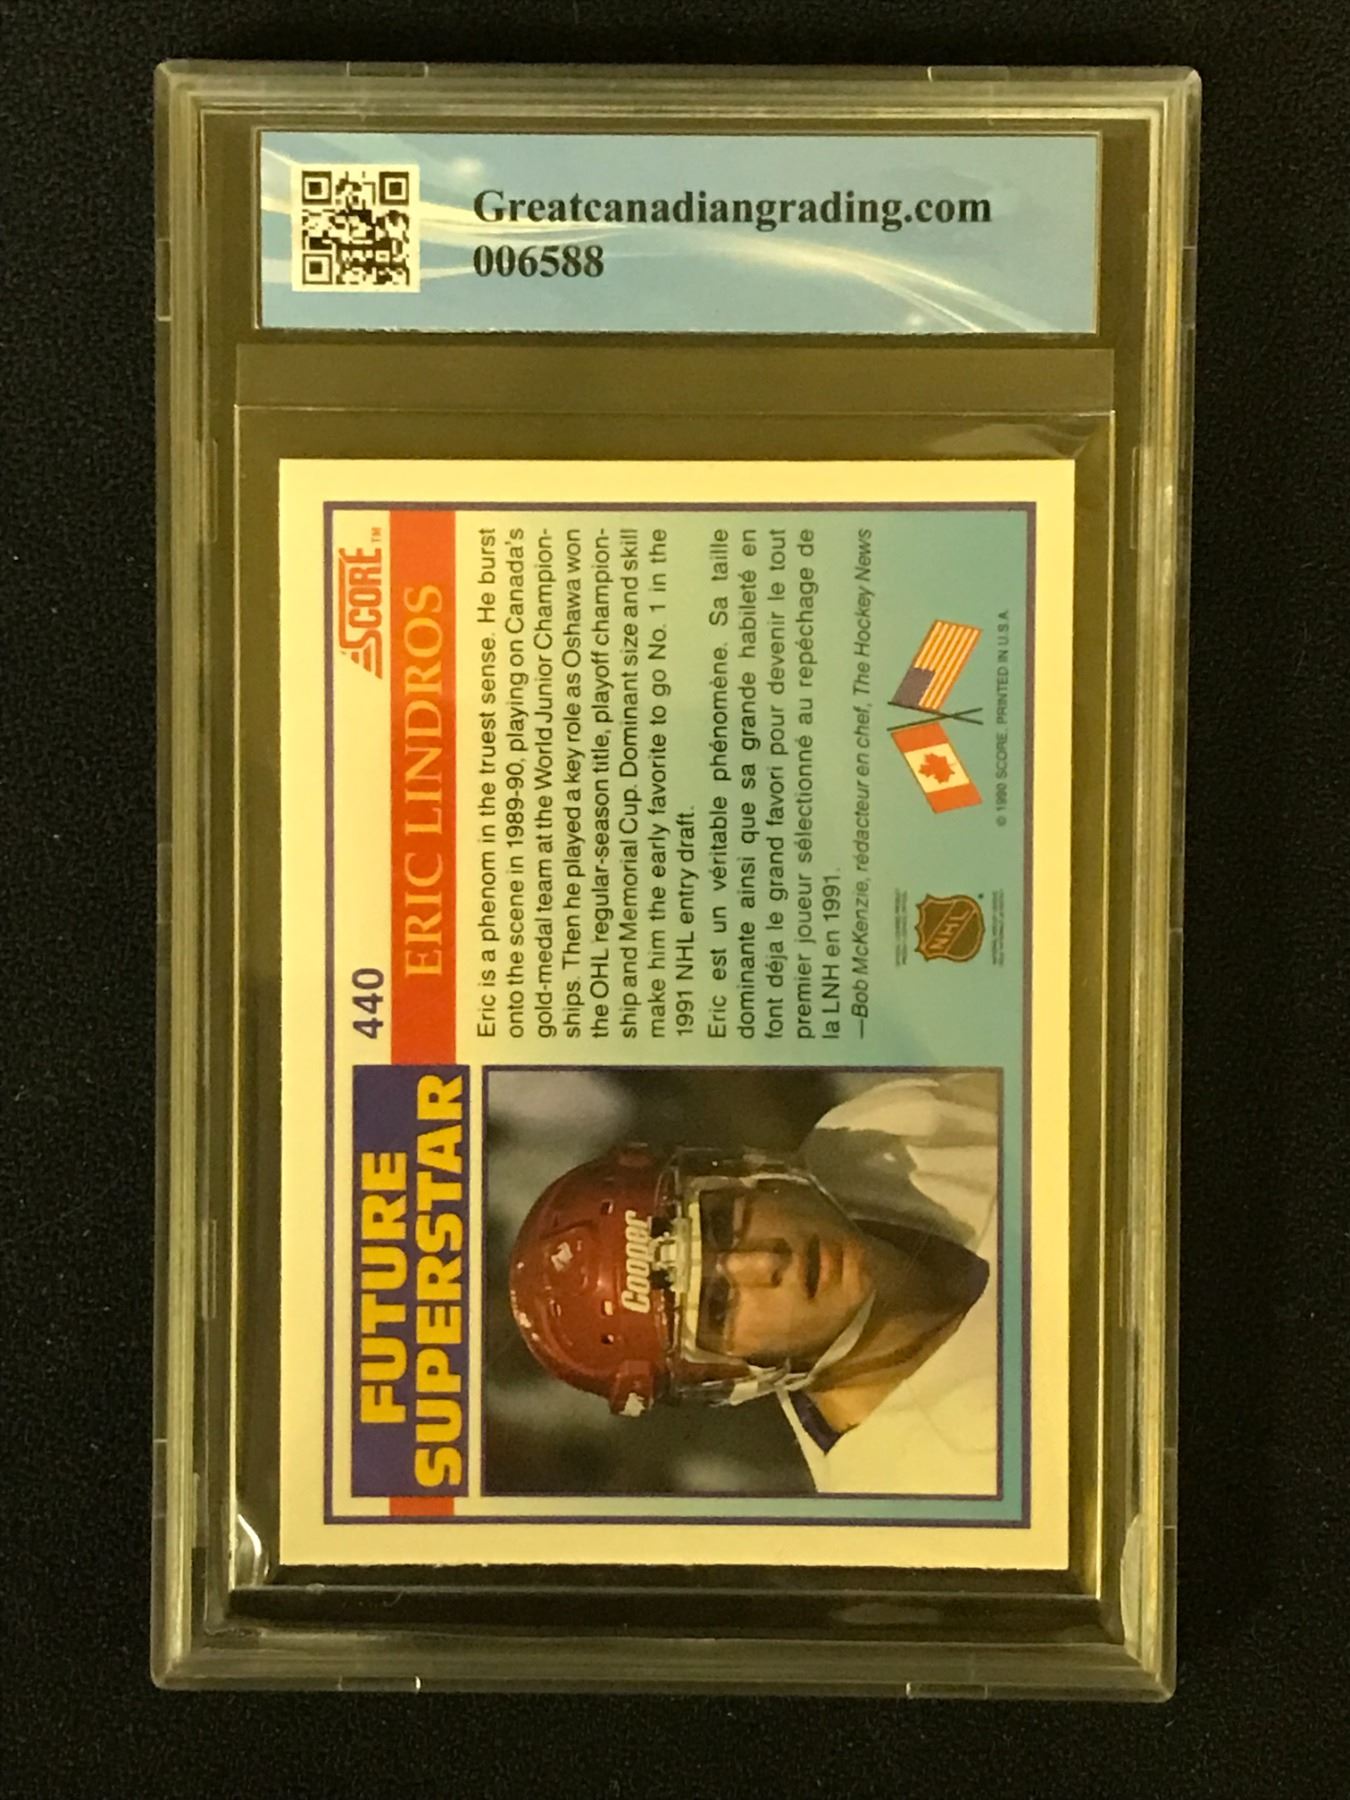 Greatcanadiangrading.com
006588
FUTURE
SUPERSTAR
440
SCORE™
ERIC LINDROS
Eric is a phenom in the truest sense. He burst
onto the scene in 1989-90, playing on Canada's
gold-medal team at the World Junior Champion-
ships. Then he played a key role as Oshawa won
the OHL regular-season title, playoff champion-
ship and Memorial Cup. Dominant size and skill
make him the early favorite to go No. 1 in the
1991 NHL entry draft.
Eric est un véritable phénomène. Sa taille
dominante ainsi que sa grande habileté en
font déja le grand favori pour devenir le tout
premier joueur sélectionné au repêchage de
la LNH en 1991.
—Bob McKenzie, rédacteur en chef, The Hockey News
Cooper
NHL
© 1990 SCORE, PRINTED IN U.S.A.